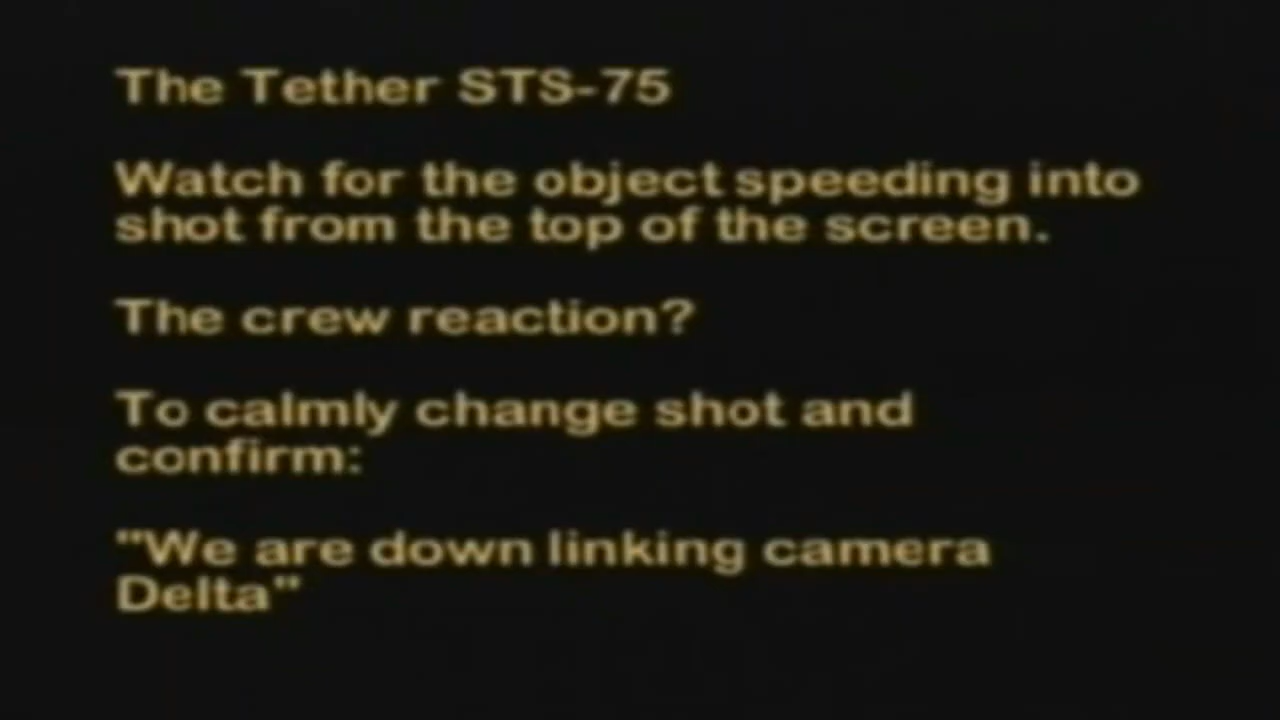 The Tether STS-75
Watch for the object speeding into
shot from the top of the screen.
The crew reaction?
To calmly change shot and
confirm:
"We are down linking camera
Delta"